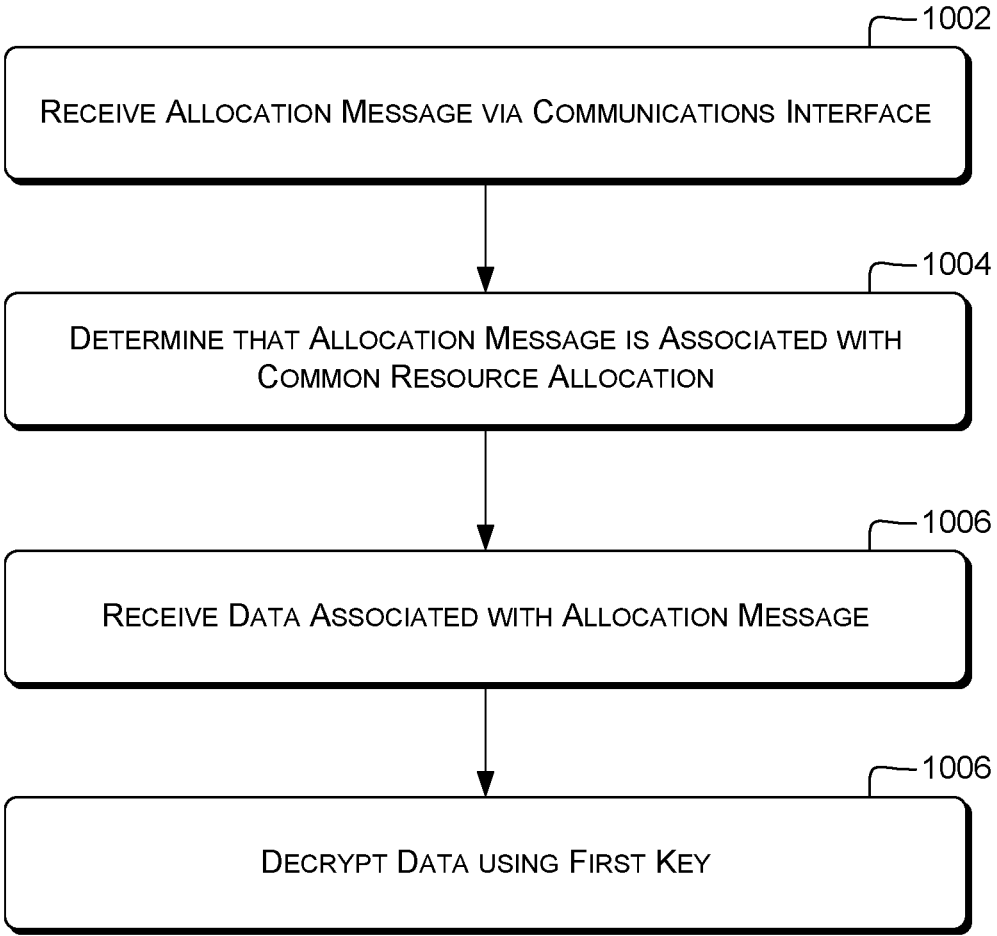 1002
RECEIVE ALLOCATION MESSAGE VIA COMMUNICATIONS INTERFACE
1004
DETERMINE THAT ALLOCATION MESSAGE IS ASSOCIATED WITH
COMMON RESOURCE ALLOCATION
1006
RECEIVE DATA ASSOCIATED WITH ALLOCATION MESSAGE
1006
DECRYPT DATA USING FIRST KEY